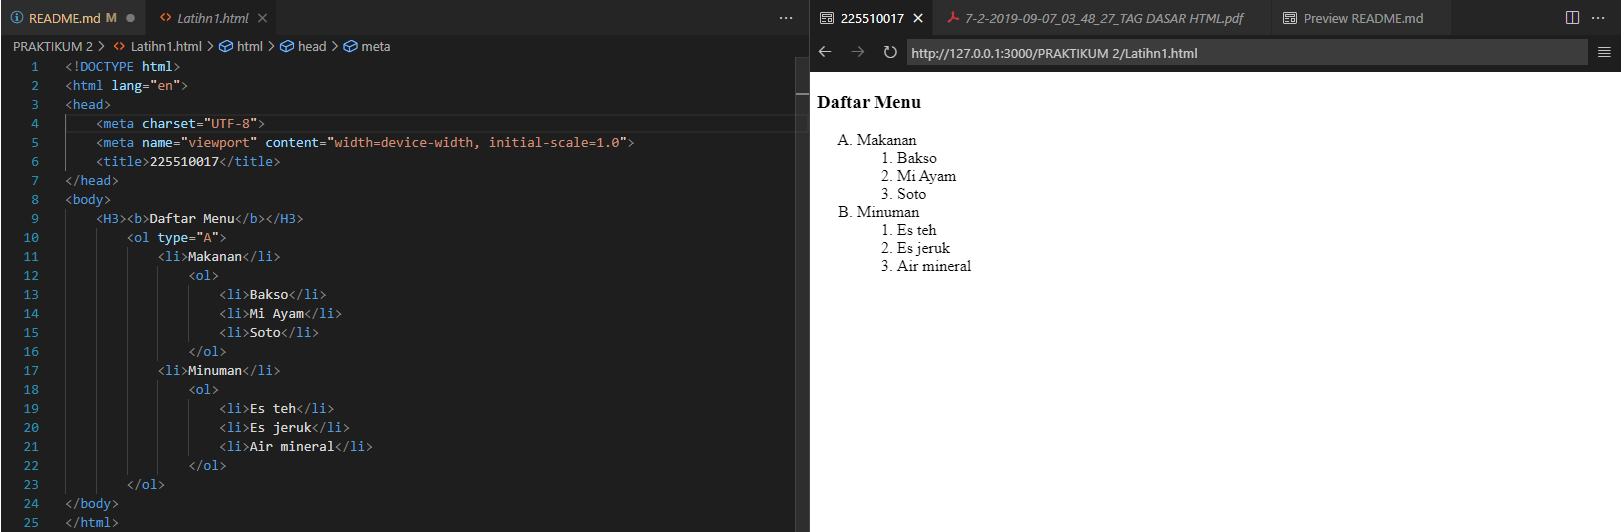 README.md M
Latihn1.html
PRAKTIKUM 2 > Latihn1.html > html > head > meta
1 <!DOCTYPE html>
2 <html lang="en">
3 <head>
4 <meta charset="UTF-8">
5 <meta name="viewport" content="width=device-width, initial-scale=1.0">
6 <title>225510017</title>
7 </head>
8 <body>
9 <H3><b>Daftar Menu</b></H3>
10 <ol type="A">
11 <li>Makanan</li>
12 <ol>
13 <li>Bakso</li>
14 <li>Mi Ayam</li>
15 <li>Soto</li>
16 </ol>
17 <li>Minuman</li>
18 <ol>
19 <li>Es teh</li>
20 <li>Es jeruk</li>
21 <li>Air mineral</li>
22 </ol>
23 </ol>
24 </body>
25 </html>
225510017
7-2-2019-09-07_03_48_27_TAG DASAR HTML.pdf
Preview README.md
http://127.0.0.1:3000/PRAKTIKUM 2/Latihn1.html
Daftar Menu
A. Makanan
1. Bakso
2. Mi Ayam
3. Soto
B. Minuman
1. Es teh
2. Es jeruk
3. Air mineral